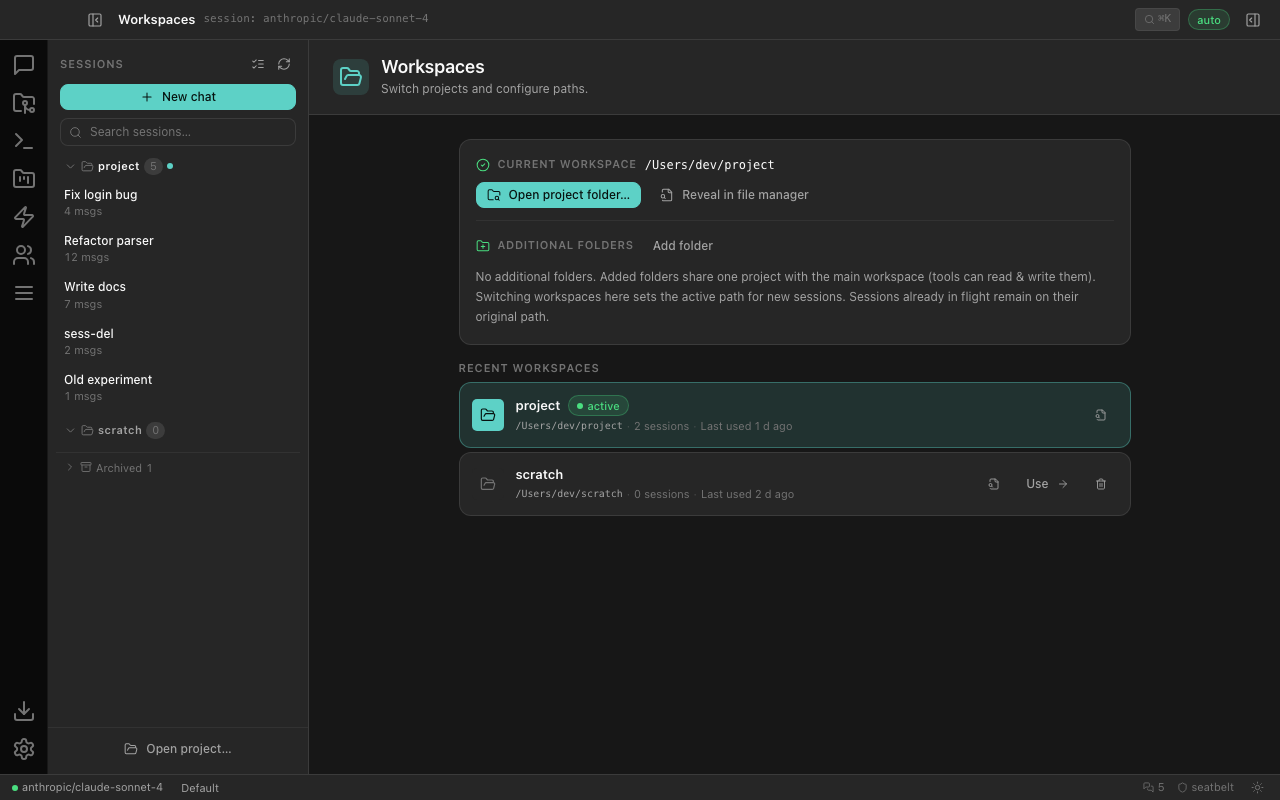 Workspaces session: anthropic/claude-sonnet-4
⌘K
auto
SESSIONS
New chat
Search sessions...
project 5
Fix login bug
4 msgs
Refactor parser
12 msgs
Write docs
7 msgs
sess-del
2 msgs
Old experiment
1 msgs
scratch 0
Archived 1
Open project...
Workspaces
Switch projects and configure paths.
CURRENT WORKSPACE /Users/dev/project
Open project folder... Reveal in file manager
ADDITIONAL FOLDERS Add folder
No additional folders. Added folders share one project with the main workspace (tools can read & write them).
Switching workspaces here sets the active path for new sessions. Sessions already in flight remain on their
original path.
RECENT WORKSPACES
project active
/Users/dev/project · 2 sessions · Last used 1 d ago
scratch
/Users/dev/scratch · 0 sessions · Last used 2 d ago
Use
anthropic/claude-sonnet-4 Default
5 seatbelt